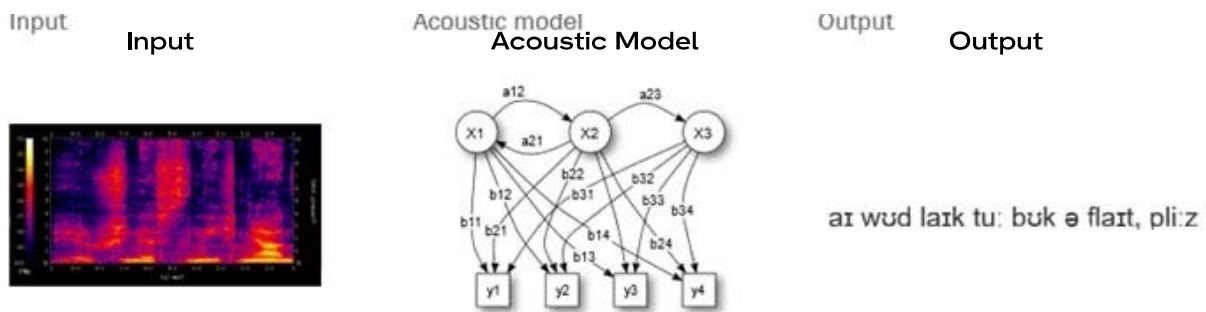 Input
Input
Acoustic model
Acoustic Model
Output
Output
a12
a23
X1
a21
X2
X3
b22
b12
b31
b32
b33
b11
b34
b21
b14
b24
b13
y1
y2
y3
y4
aɪ wʊd laɪk tuː bʊk ə flaɪt, pliːz